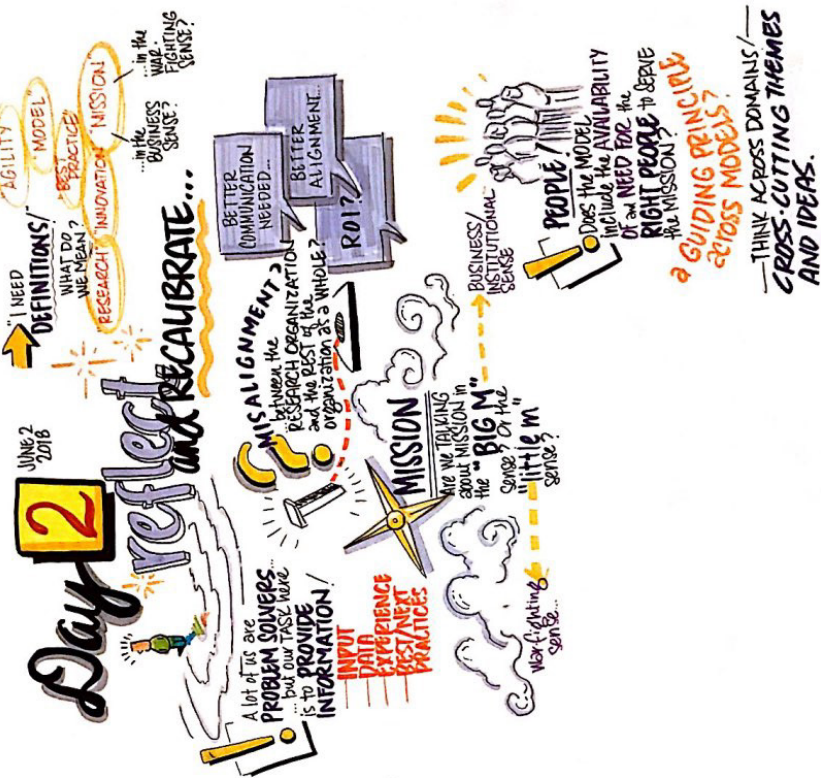 Day 2
JUNE 2
2018
reflect
and RECALIBRATE...
"I NEED
DEFINITIONS!"
WHAT DO
WE MEAN?
"AGILITY"
"MODEL"
"BEST
PRACTICE"
"RESEARCH"
"INNOVATION"
"MISSION"
...in the
BUSINESS
SENSE?
...in the
WAR-
FIGHTING
SENSE?
A lot of us are
PROBLEM SOLVERS...
...but our TASK here
is to PROVIDE
INFORMATION!
INPUT
DATA
EXPERIENCE
BEST/NEXT
PRACTICES
MISALIGNMENT?
...between the
RESEARCH ORGANIZATION
and the REST of the
organization as a WHOLE?
BETTER
COMMUNICATION
NEEDED...
BETTER
ALIGNMENT...
ROI?
MISSION
Are we TALKING
about MISSION in
the "BIG M"
sense? Or the
"little m"
sense?
Warfighting
sense...
BUSINESS/
INSTITUTIONAL
SENSE
PEOPLE!
Does the MODEL
include the AVAILABILITY
of an NEED FOR the
RIGHT PEOPLE to SERVE
the MISSION?
a GUIDING PRINCIPLE
across MODELS?
—THINK ACROSS DOMAINS!—
CROSS-CUTTING THEMES
AND IDEAS.